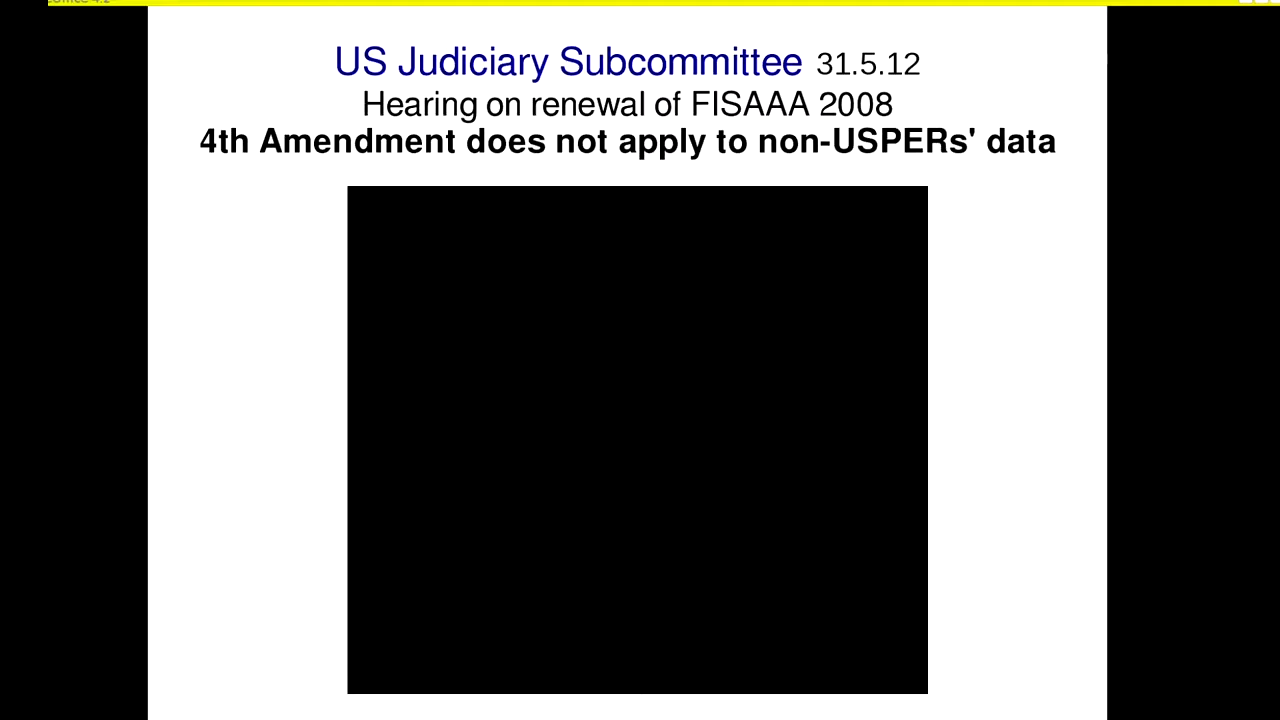 US Judiciary Subcommittee 31.5.12
Hearing on renewal of FISAAA 2008
4th Amendment does not apply to non-USPERs' data